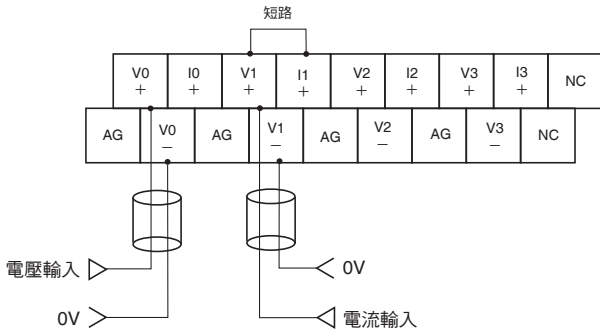 短路
V0 + I0 + V1 + I1 + V2 + I2 + V3 + I3 + NC
AG V0 − AG V1 − AG V2 − AG V3 − NC
電壓輸入 0V
0V 電流輸入